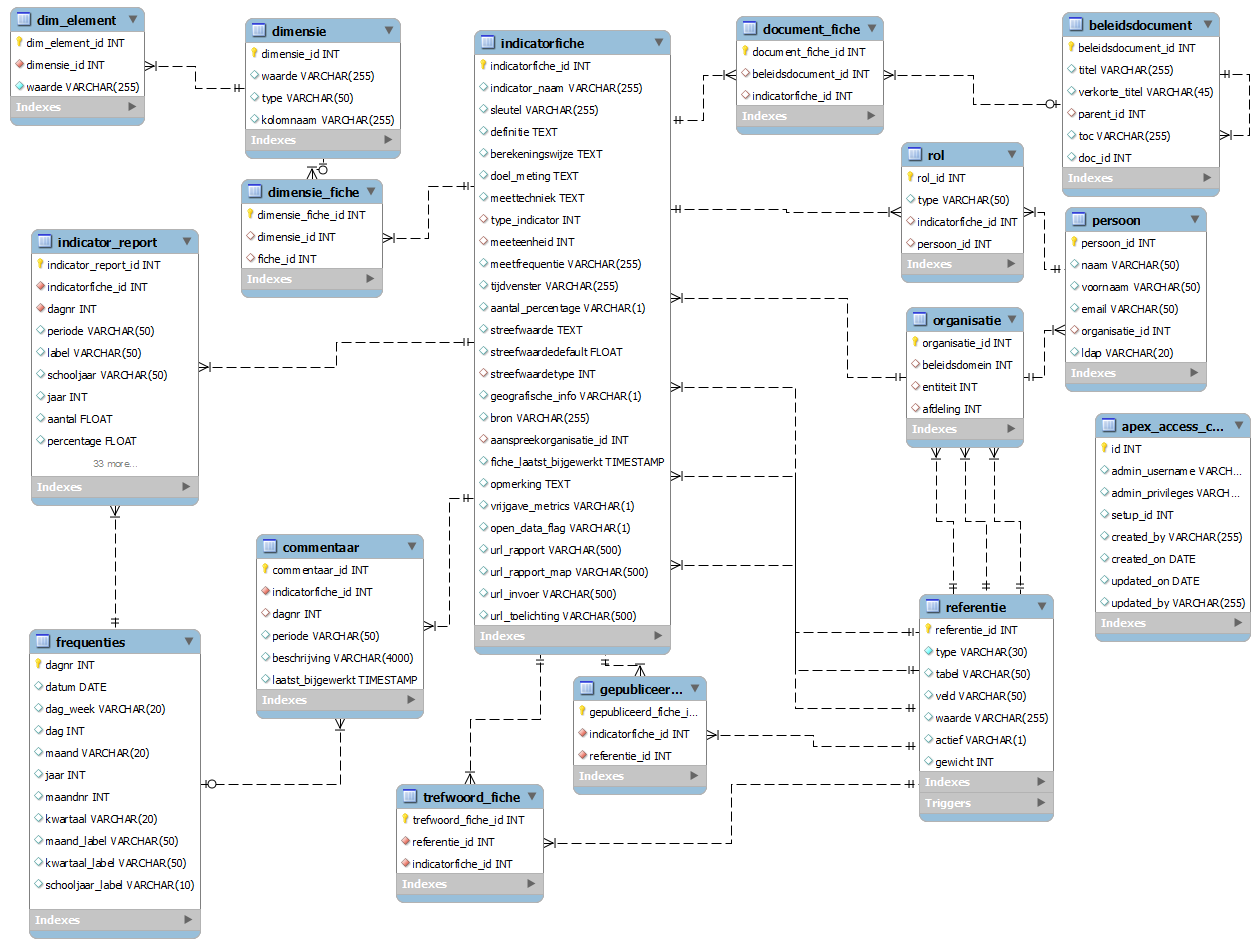 dim_element
dim_element_id INT
dimensie_id INT
waarde VARCHAR(255)
Indexes
dimensie
dimensie_id INT
waarde VARCHAR(255)
type VARCHAR(50)
kolomnaam VARCHAR(255)
Indexes
dimensie_fiche
dimensie_fiche_id INT
dimensie_id INT
fiche_id INT
Indexes
indicator_report
indicator_report_id INT
indicatorfiche_id INT
dagnr INT
periode VARCHAR(50)
label VARCHAR(50)
schooljaar VARCHAR(50)
jaar INT
aantal FLOAT
percentage FLOAT
33 more...
Indexes
frequenties
dagnr INT
datum DATE
dag_week VARCHAR(20)
dag INT
maand VARCHAR(20)
jaar INT
maandnr INT
kwartaal VARCHAR(20)
maand_label VARCHAR(50)
kwartaal_label VARCHAR(50)
schooljaar_label VARCHAR(10)
Indexes
commentaar
commentaar_id INT
indicatorfiche_id INT
dagnr INT
periode VARCHAR(50)
beschrijving VARCHAR(4000)
laatst_bijgewerkt TIMESTAMP
Indexes
indicatorfiche
indicatorfiche_id INT
indicator_naam VARCHAR(255)
sleutel VARCHAR(255)
definitie TEXT
berekeningswijze TEXT
doel_meting TEXT
meettechniek TEXT
type_indicator INT
meeteenheid INT
meetfrequentie VARCHAR(255)
tijdvenster VARCHAR(255)
aantal_percentage VARCHAR(1)
streefwaarde TEXT
streefwaardedefault FLOAT
streefwaardetype INT
geografische_info VARCHAR(1)
bron VARCHAR(255)
aanspreekorganisatie_id INT
fiche_laatst_bijgewerkt TIMESTAMP
opmerking TEXT
vrijgave_metrics VARCHAR(1)
open_data_flag VARCHAR(1)
url_rapport VARCHAR(500)
url_rapport_map VARCHAR(500)
url_invoer VARCHAR(500)
url_toelichting VARCHAR(500)
Indexes
trefwoord_fiche
trefwoord_fiche_id INT
referentie_id INT
indicatorfiche_id INT
Indexes
gepubliceer...
gepubliceerd_fiche_i...
indicatorfiche_id INT
referentie_id INT
Indexes
document_fiche
document_fiche_id INT
beleidsdocument_id INT
indicatorfiche_id INT
Indexes
beleidsdocument
beleidsdocument_id INT
titel VARCHAR(255)
verkorte_titel VARCHAR(45)
parent_id INT
toc VARCHAR(255)
doc_id INT
Indexes
rol
rol_id INT
type VARCHAR(50)
indicatorfiche_id INT
persoon_id INT
Indexes
persoon
persoon_id INT
naam VARCHAR(50)
voornaam VARCHAR(50)
email VARCHAR(50)
organisatie_id INT
ldap VARCHAR(20)
Indexes
organisatie
organisatie_id INT
beleidsdomein INT
entiteit INT
afdeling INT
Indexes
apex_access_c...
id INT
admin_username VARCH...
admin_privileges VARCH...
setup_id INT
created_by VARCHAR(255)
created_on DATE
updated_on DATE
updated_by VARCHAR(255)
Indexes
referentie
referentie_id INT
type VARCHAR(30)
tabel VARCHAR(50)
veld VARCHAR(50)
waarde VARCHAR(255)
actief VARCHAR(1)
gewicht INT
Indexes
Triggers